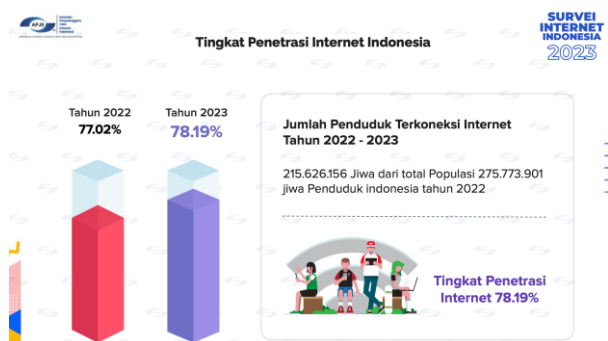 APJII
SURVEI
INTERNET
INDONESIA
2023
Tingkat Penetrasi Internet Indonesia
Tahun 2022
77.02%
Tahun 2023
78.19%
Jumlah Penduduk Terkoneksi Internet
Tahun 2022 - 2023
215.626.156 Jiwa dari total Populasi 275.773.901
jiwa Penduduk indonesia tahun 2022
Tingkat Penetrasi
Internet 78.19%